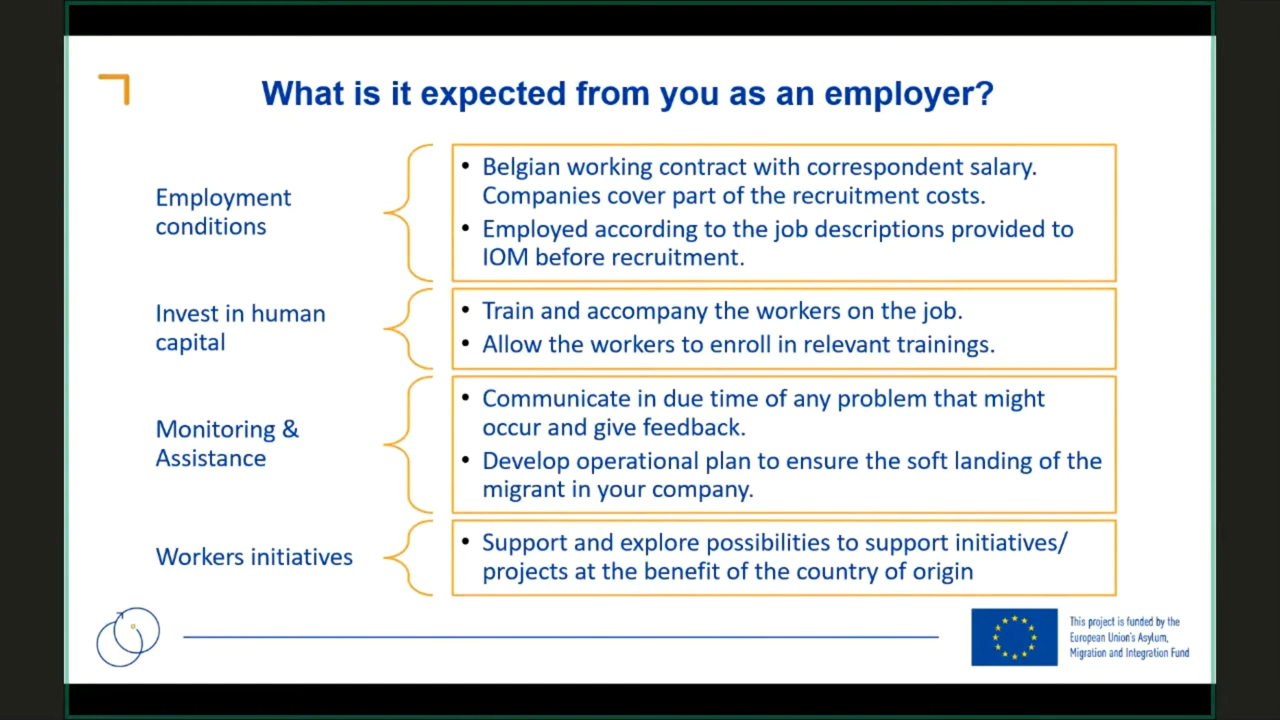 What is it expected from you as an employer?
Employment
conditions
• Belgian working contract with correspondent salary.
Companies cover part of the recruitment costs.
• Employed according to the job descriptions provided to
IOM before recruitment.
Invest in human
capital
• Train and accompany the workers on the job.
• Allow the workers to enroll in relevant trainings.
Monitoring &
Assistance
• Communicate in due time of any problem that might
occur and give feedback.
• Develop operational plan to ensure the soft landing of the
migrant in your company.
Workers initiatives
• Support and explore possibilities to support initiatives/
projects at the benefit of the country of origin
This project is funded by the
European Union's Asylum,
Migration and Integration Fund